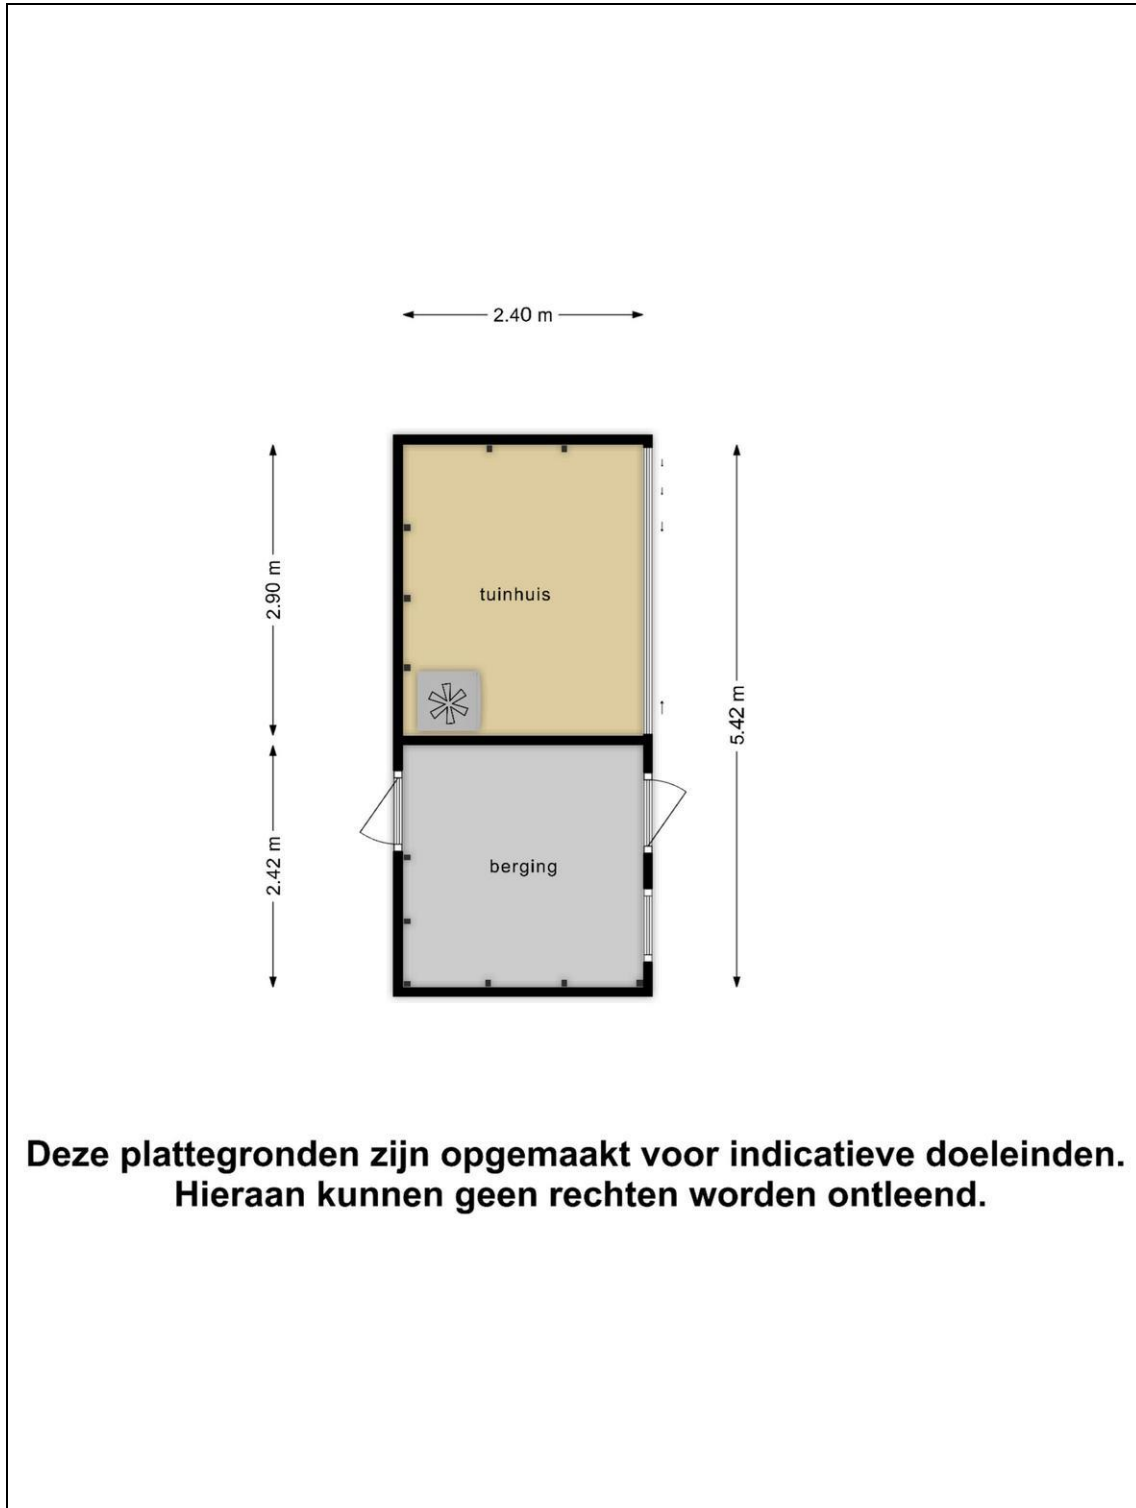 2.40 m
2.90 m
tuinhuis
5.42 m
2.42 m
berging
Deze plattegronden zijn opgemaakt voor indicatieve doeleinden.
Hieraan kunnen geen rechten worden ontleend.